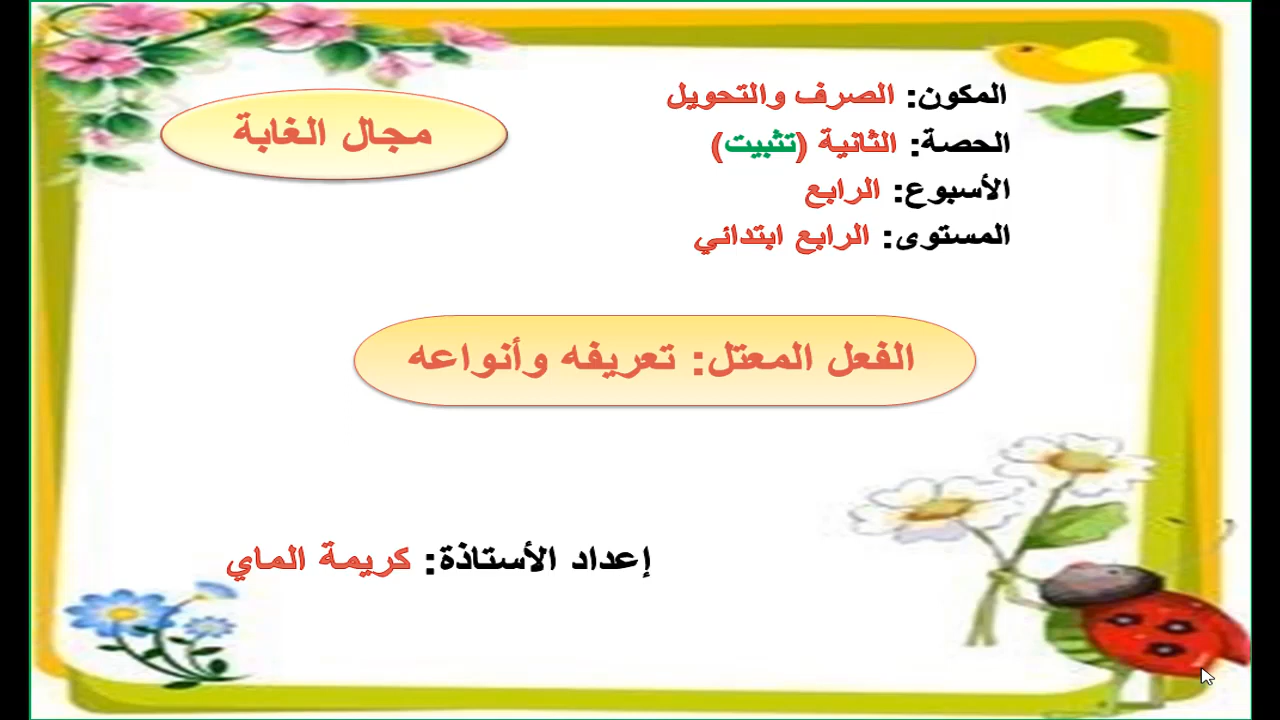 المكون: الصرف والتحويل
مجال الغابة
الحصة: الثانية (تثبيت)
الأسبوع: الرابع
المستوى: الرابع ابتدائي
الفعل المعتل: تعريفه وأنواعه
إعداد الأستاذة: كريمة الماي